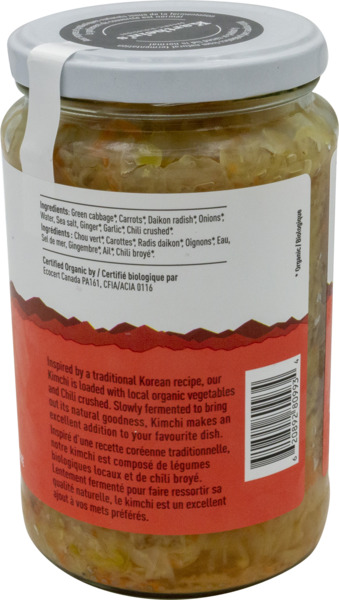 Karthein's
Ingredients: Green cabbage*, Carrots*, Daikon radish*, Onions*,
Water, Sea salt, Ginger*, Garlic*, Chili crushed*.
Ingrédients : Chou vert*, Carottes*, Radis daikon*, Oignons*, Eau,
Sel de mer, Gingembre*, Ail*, Chili broyé*.
Certified Organic by / Certifié biologique par
Ecocert Canada PA161, CFIA/ACIA 0116
* Organic / Biologique
Inspired by a traditional Korean recipe, our
Kimchi is loaded with local organic vegetables
and Chili crushed. Slowly fermented to bring
out its natural goodness, Kimchi makes an
excellent addition to your favourite dish.
Inspiré d'une recette coréenne traditionnelle,
notre kimchi est composé de légumes
biologiques locaux et de chili broyé.
Lentement fermenté pour faire ressortir sa
qualité naturelle, le kimchi est un excellent
ajout à vos mets préférés.
6 20892 60993 4